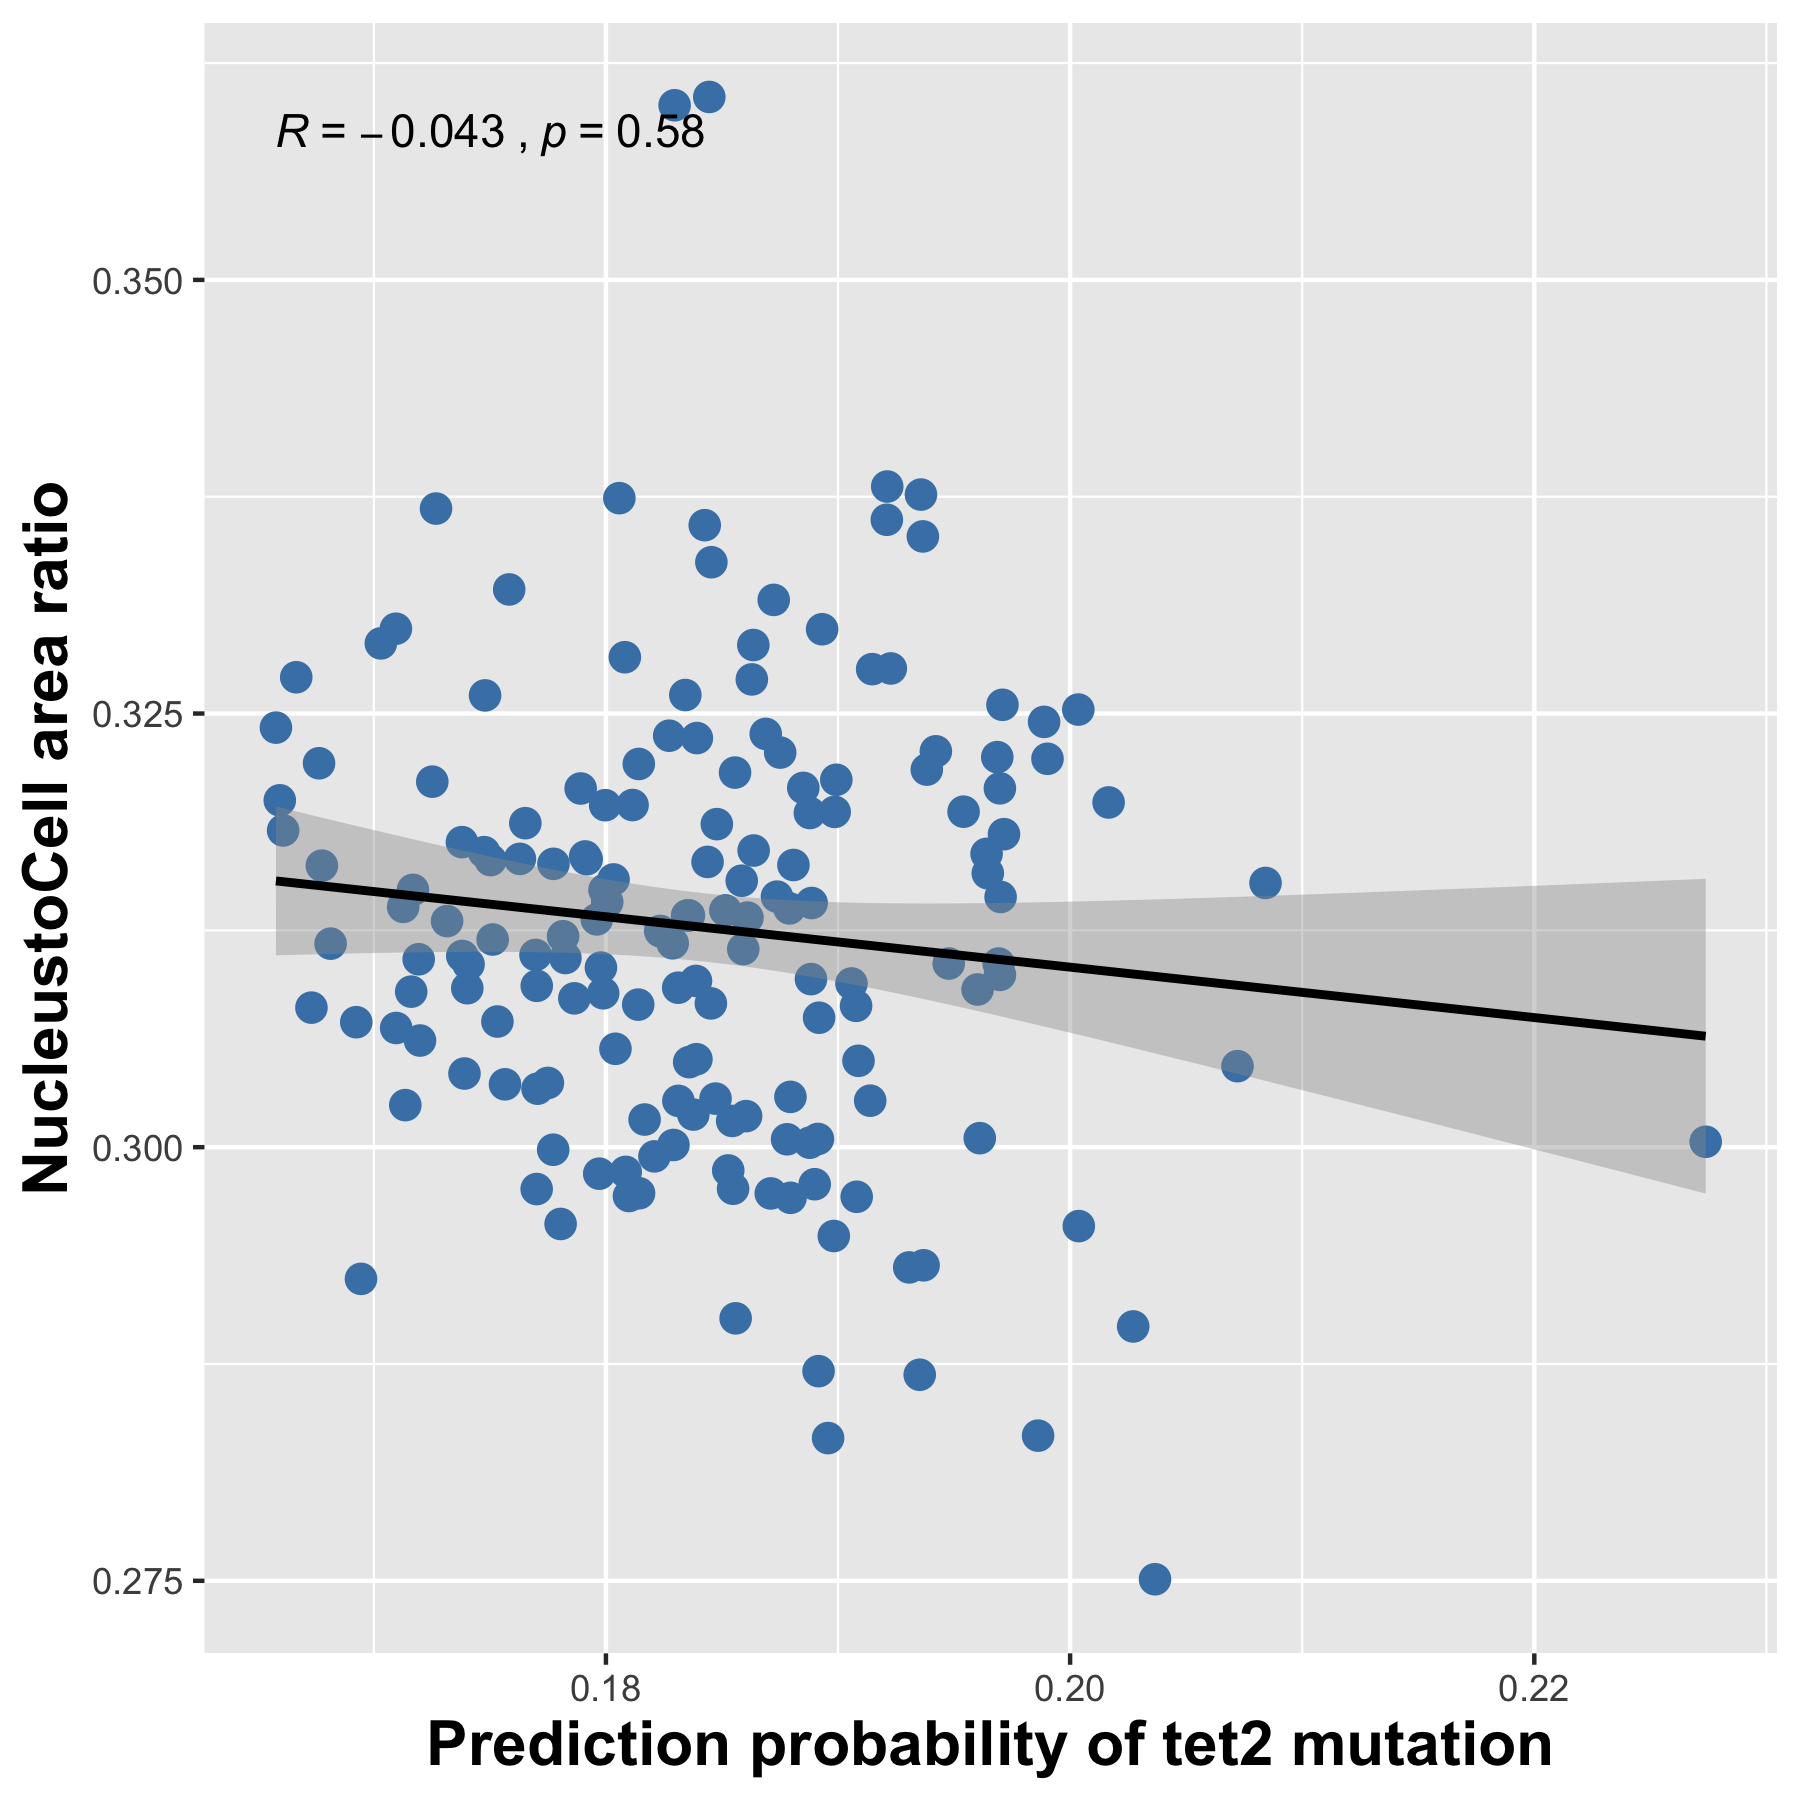 R = −0.043 , p = 0.58
0.350
0.325
0.300
0.275
NucleustoCell area ratio
0.18 0.20 0.22
Prediction probability of tet2 mutation